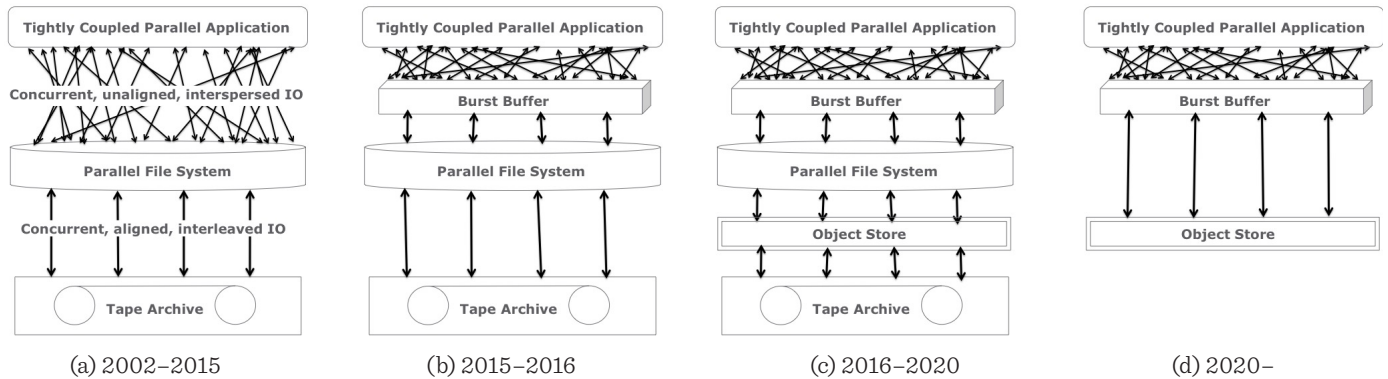 Tightly Coupled Parallel Application
Concurrent, unaligned, interspersed IO
Parallel File System
Concurrent, aligned, interleaved IO
Tape Archive
(a) 2002–2015
Tightly Coupled Parallel Application
Burst Buffer
Parallel File System
Tape Archive
(b) 2015–2016
Tightly Coupled Parallel Application
Burst Buffer
Parallel File System
Object Store
Tape Archive
(c) 2016–2020
Tightly Coupled Parallel Application
Burst Buffer
Object Store
(d) 2020–